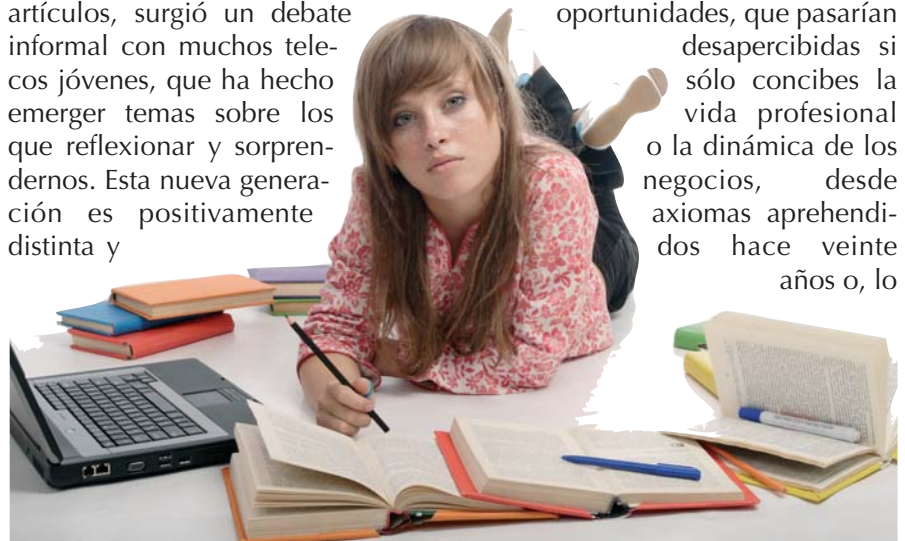 artículos, surgió un debate
informal con muchos tele-
cos jóvenes, que ha hecho
emerger temas sobre los
que reflexionar y sorpren-
dernos. Esta nueva genera-
ción es positivamente
distinta y
oportunidades, que pasarían
desapercibidas si
sólo concibes la
vida profesional
o la dinámica de los
negocios, desde
axiomas aprehendi-
dos hace veinte
años o, lo